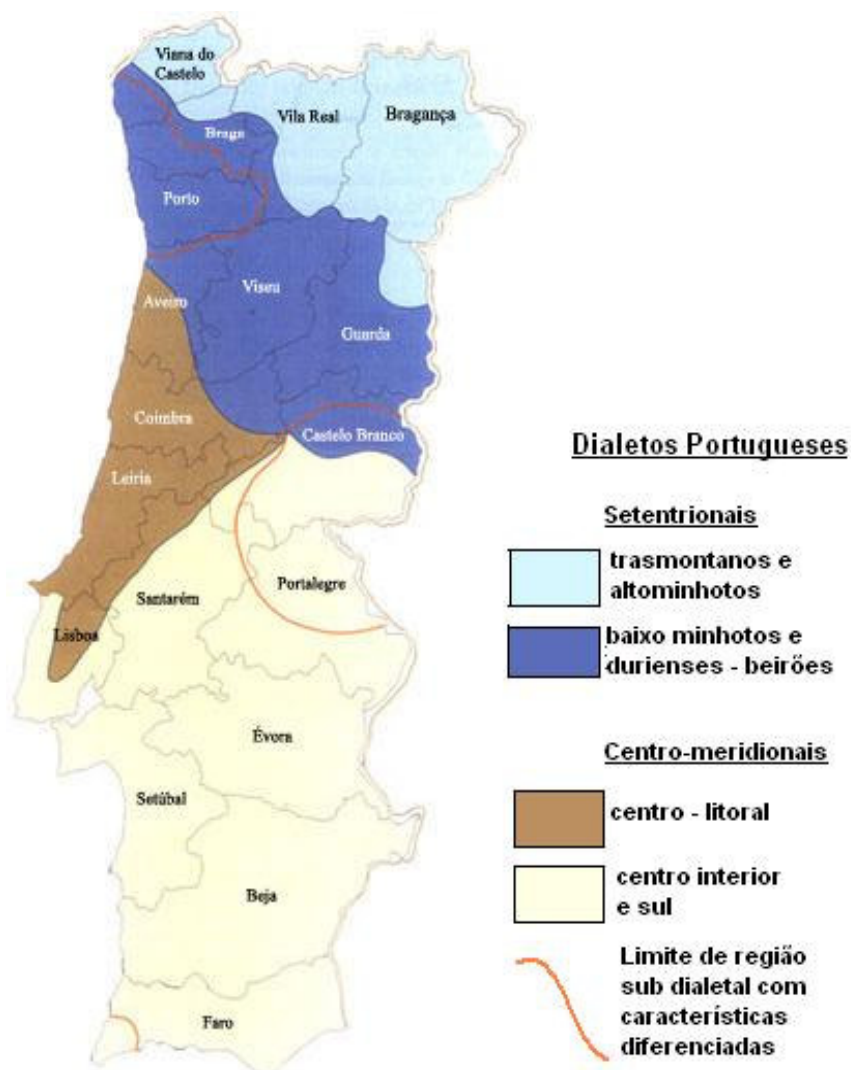 Viana do
Castelo
Braga
Vila Real
Bragança
Porto
Viseu
Aveiro
Guarda
Coimbra
Castelo Branco
Leiria
Santarém
Portalegre
Lisboa
Évora
Setúbal
Beja
Faro
Dialetos Portugueses
Setentrionais
trasmontanos e
altominhotos
baixo minhotos e
durienses - beirões
Centro-meridionais
centro - litoral
centro interior
e sul
Limite de região
sub dialetal com
características
diferenciadas